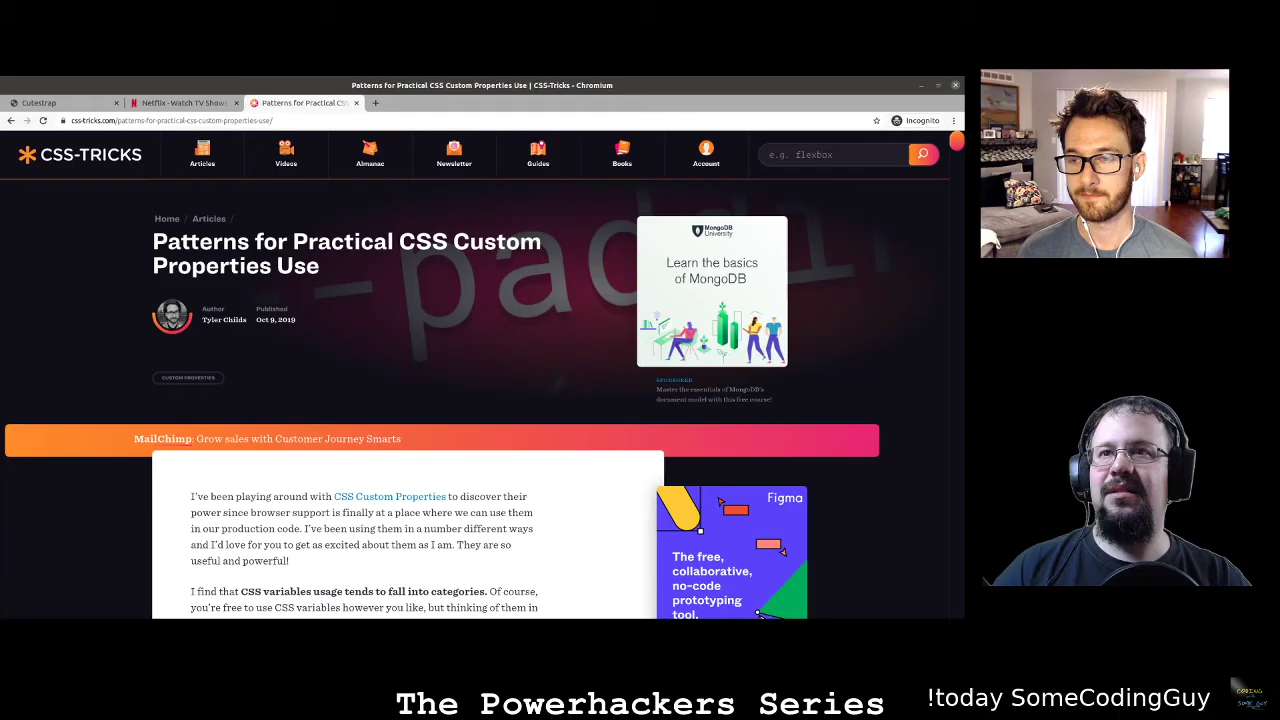 Patterns for Practical CSS Custom Properties Use | CSS-Tricks - Chromium
Cutestrap
Netflix - Watch TV Shows
Patterns for Practical CSS
css-tricks.com/patterns-for-practical-css-custom-properties-use/
Incognito
CSS-TRICKS
Articles
Videos
Almanac
Newsletter
Guides
Books
Account
e.g. flexbox
Home / Articles /
Patterns for Practical CSS Custom
Properties Use
Author
Tyler Childs
Published
Oct 9, 2019
CUSTOM PROPERTIES
MongoDB
University
Learn the basics
of MongoDB
SPONSORED
Master the essentials of MongoDB's
document model with this free course!
MailChimp: Grow sales with Customer Journey Smarts
I've been playing around with CSS Custom Properties to discover their
power since browser support is finally at a place where we can use them
in our production code. I've been using them in a number different ways
and I'd love for you to get as excited about them as I am. They are so
useful and powerful!
I find that CSS variables usage tends to fall into categories. Of course,
you're free to use CSS variables however you like, but thinking of them in
Figma
The free,
collaborative,
no-code
prototyping
tool.
The Powerhackers Series
!today SomeCodingGuy
CODING
SOME GUY